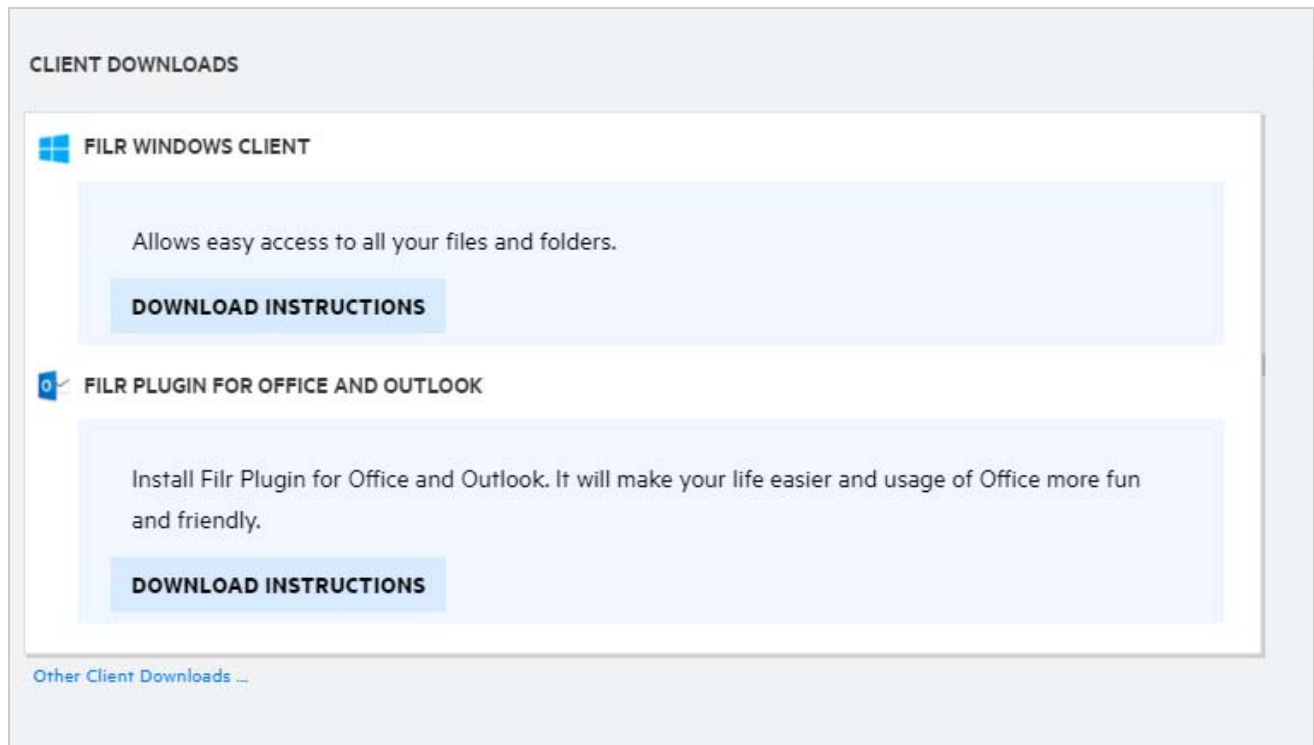 CLIENT DOWNLOADS
FILR WINDOWS CLIENT
Allows easy access to all your files and folders.
DOWNLOAD INSTRUCTIONS
FILR PLUGIN FOR OFFICE AND OUTLOOK
Install Filr Plugin for Office and Outlook. It will make your life easier and usage of Office more fun
and friendly.
DOWNLOAD INSTRUCTIONS
Other Client Downloads ...